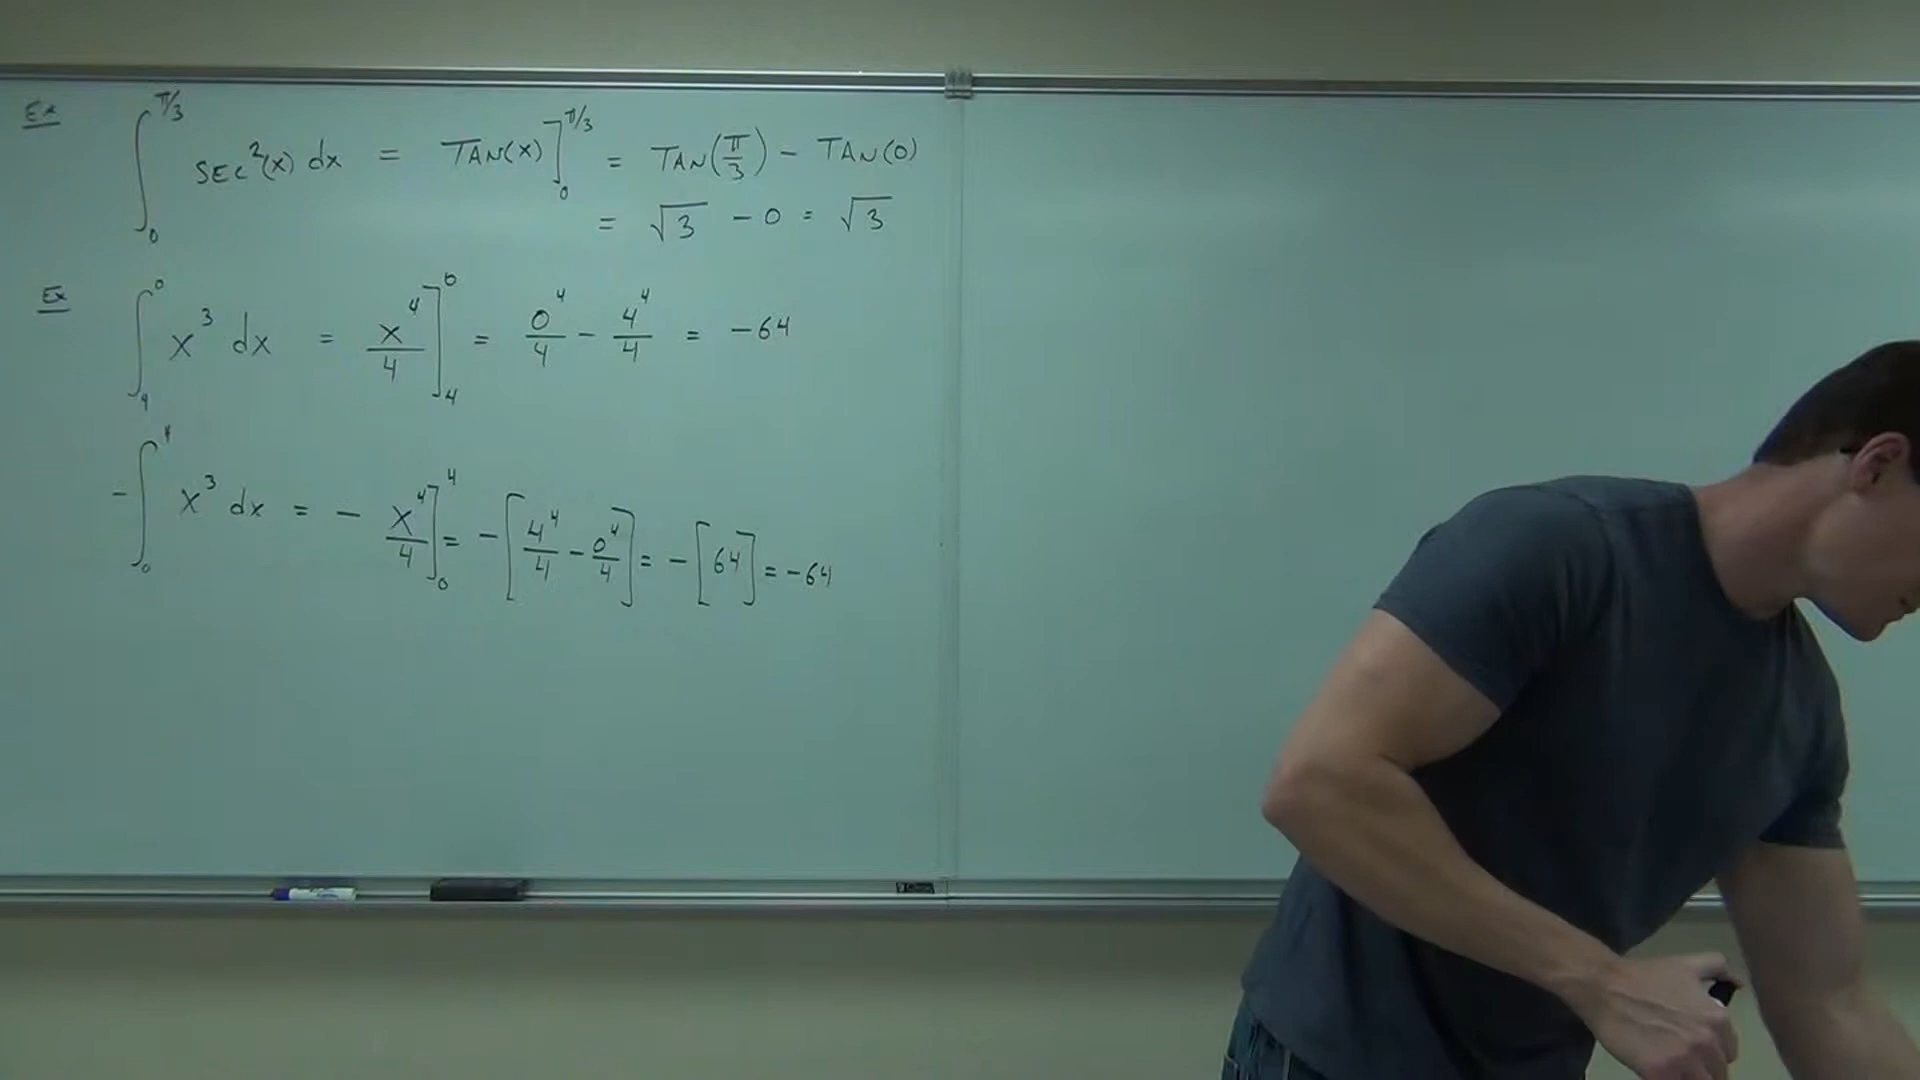 Ex ∫₀^π/3 SEC²(x) dx = TAN(x)]₀^π/3 = TAN(π/3) - TAN(0)
= √3 - 0 = √3
Ex ∫₄⁰ x³ dx = x⁴/4]₄⁰ = 0⁴/4 - 4⁴/4 = -64
-∫₀⁴ x³ dx = - x⁴/4]₀⁴ = -[4⁴/4 - 0⁴/4] = -[64] = -64